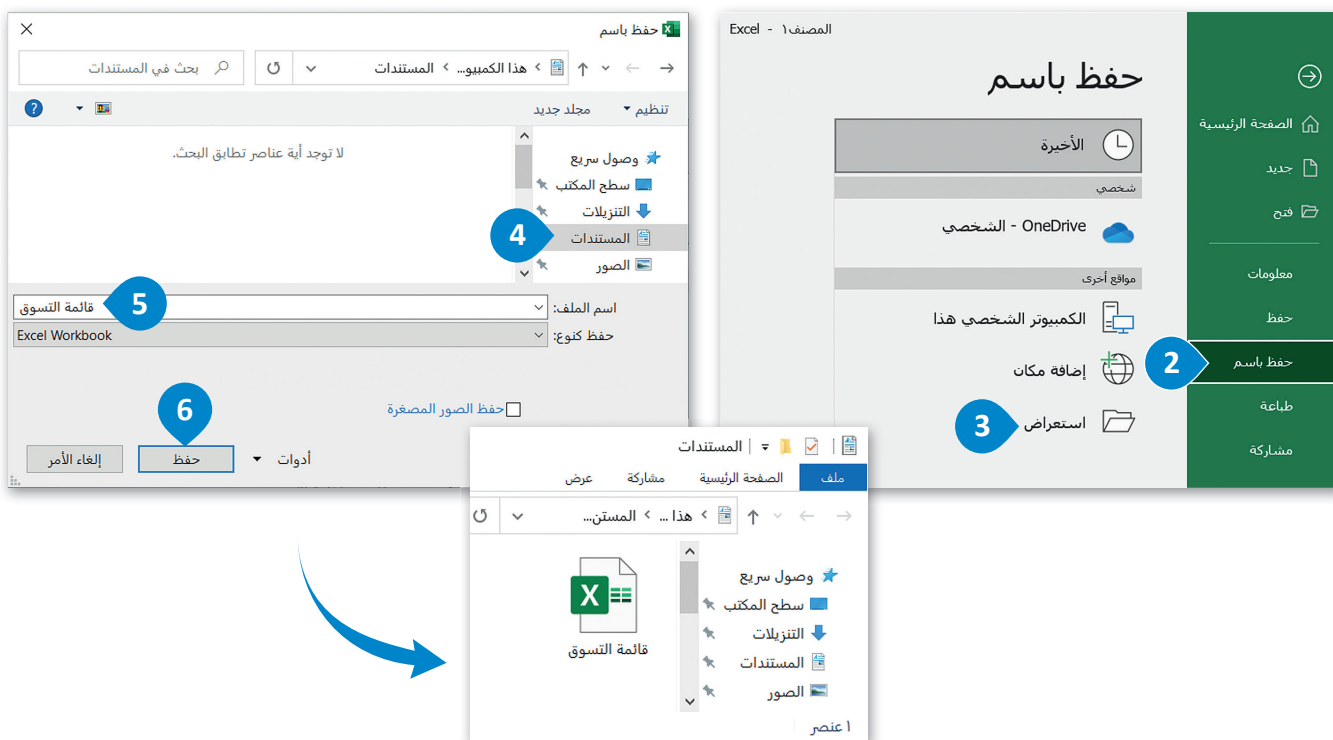 المصنف١ - Excel
حفظ باسم
الصفحة الرئيسية
جديد
فتح
معلومات
حفظ
حفظ باسم
2
طباعة
مشاركة
الأخيرة
شخصي
OneDrive - الشخصي
مواقع أخرى
الكمبيوتر الشخصي هذا
إضافة مكان
استعراض
3
حفظ باسم
هذا الكمبيو... المستندات
بحث في المستندات
تنظيم
مجلد جديد
?
وصول سريع
سطح المكتب
التنزيلات
المستندات
4
الصور
لا توجد أية عناصر تطابق البحث.
اسم الملف: قائمة التسوق
5
حفظ كنوع: Excel Workbook
حفظ الصور المصغرة
6
أدوات
حفظ
إلغاء الأمر
المستندات
ملف
الصفحة الرئيسية
مشاركة
عرض
هذا ... المستن...
وصول سريع
سطح المكتب
التنزيلات
المستندات
الصور
X
قائمة التسوق
١ عنصر